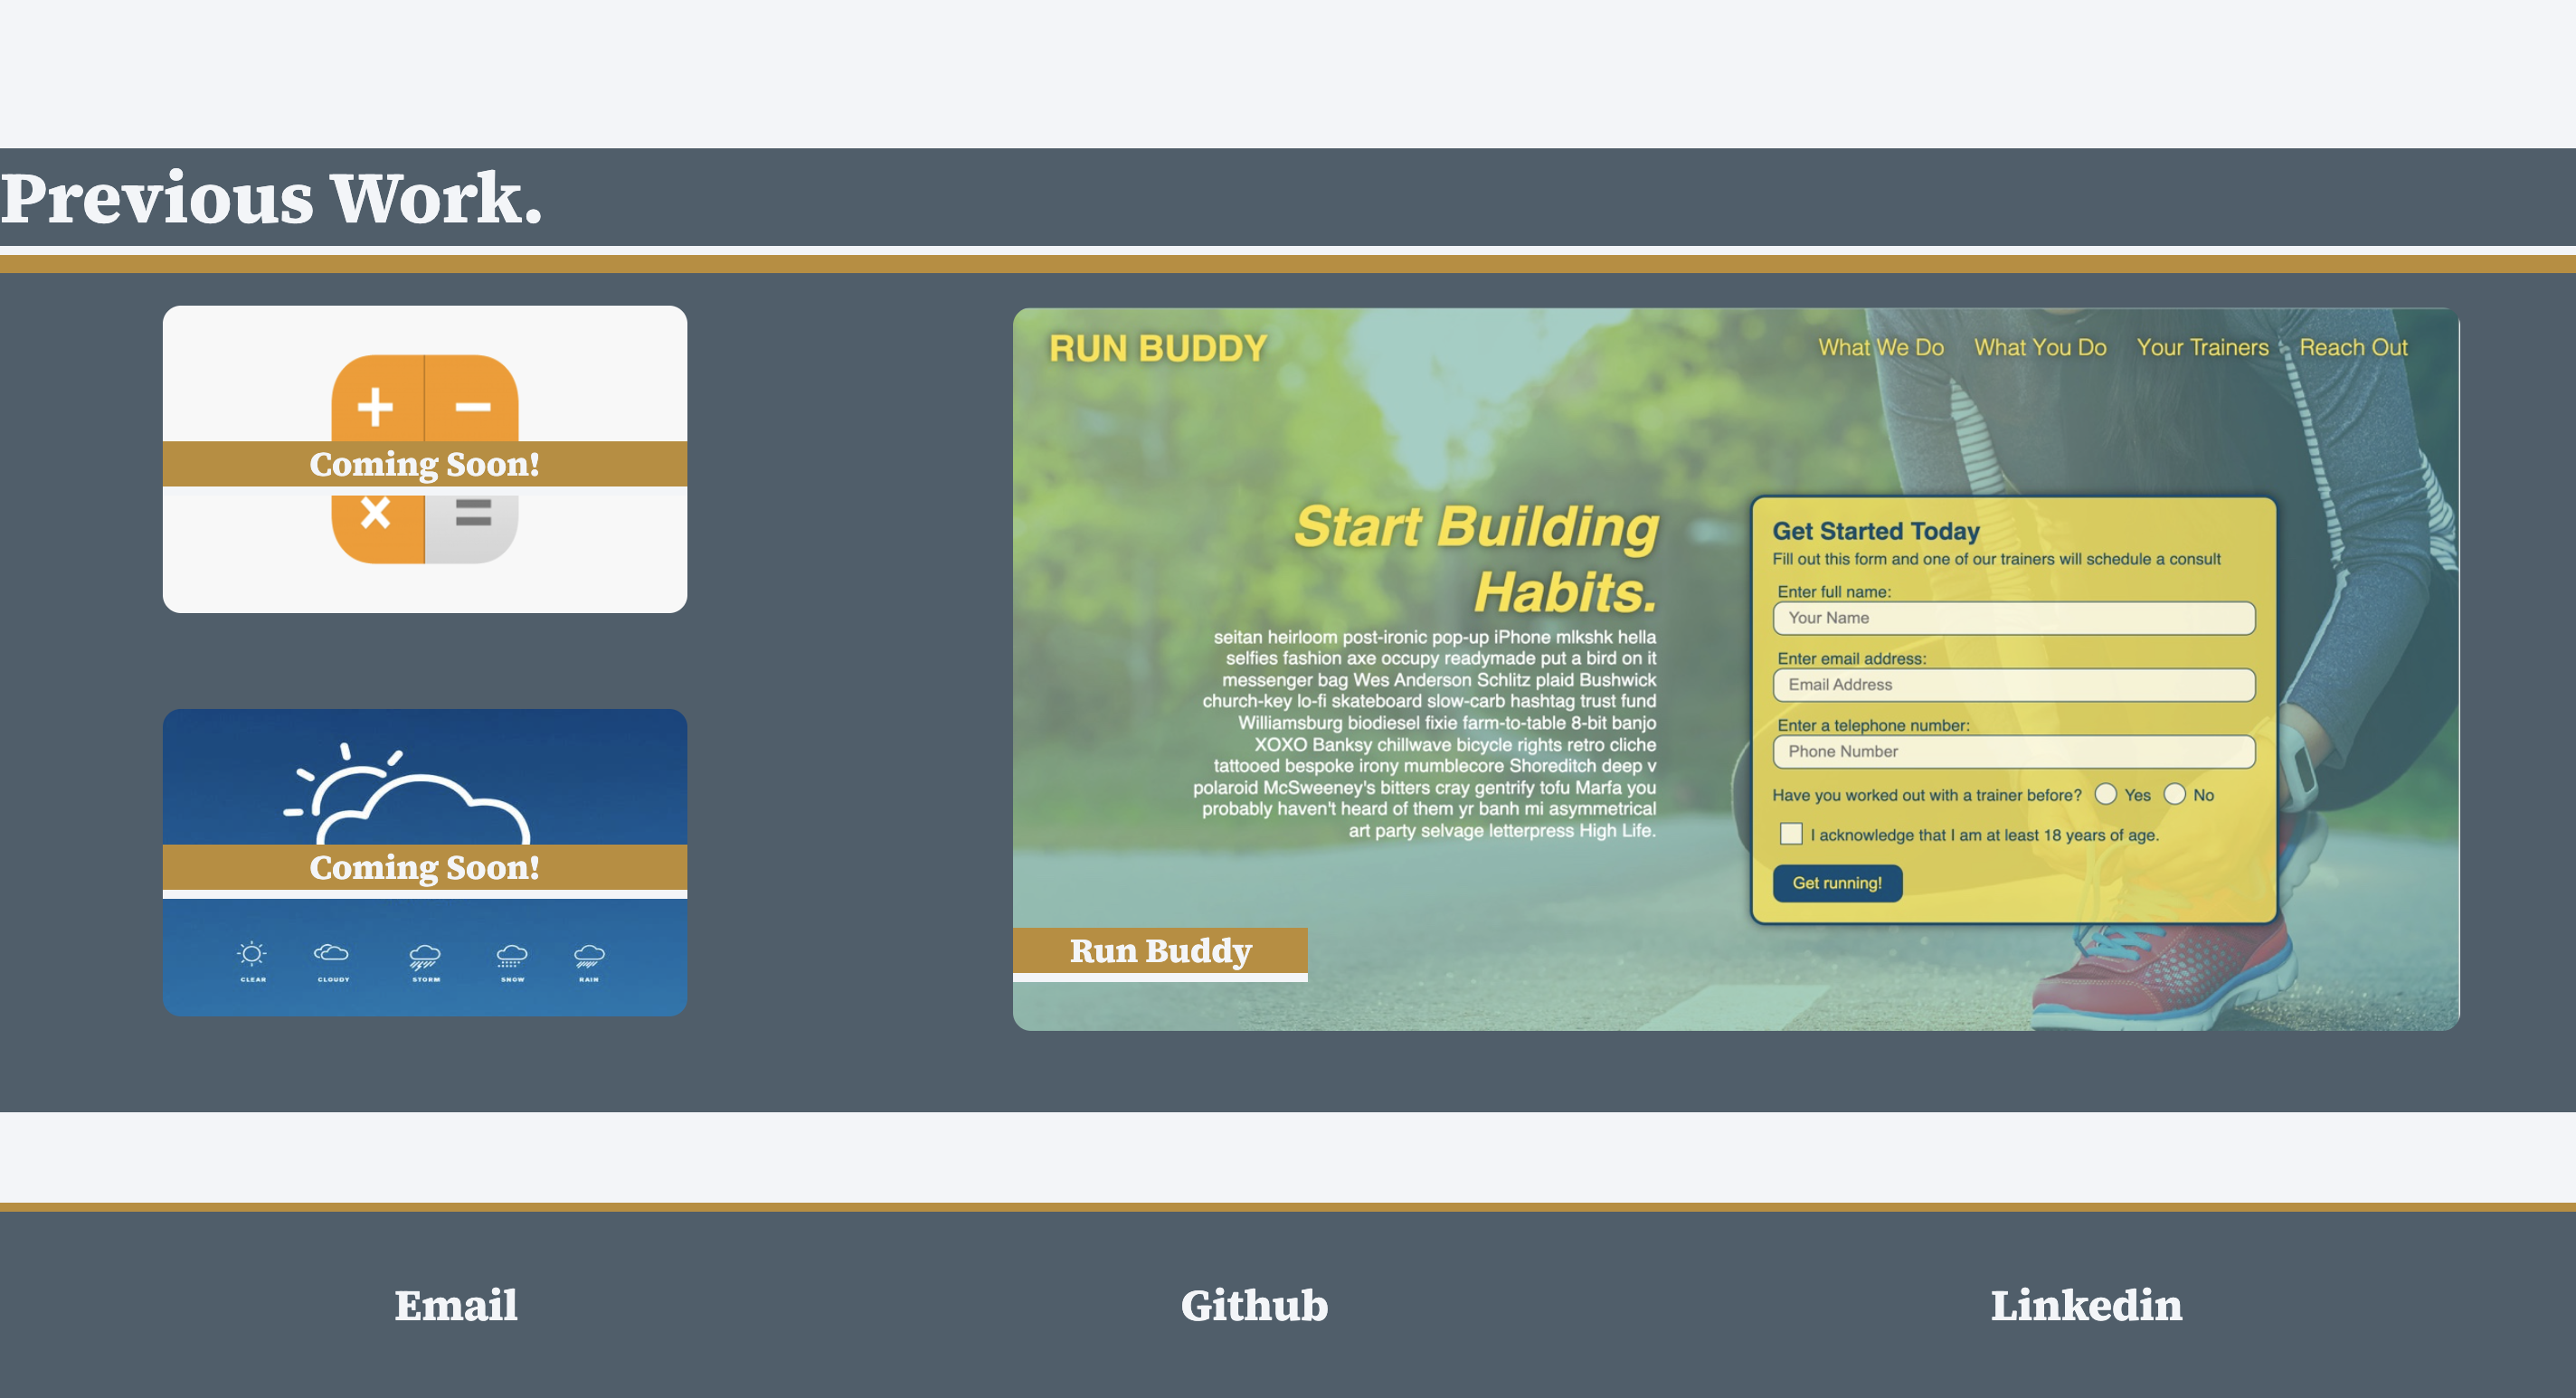 Previous Work.
+ −
Coming Soon!
× =
Coming Soon!
CLEAR CLOUDY STORM SNOW RAIN
RUN BUDDY
What We Do What You Do Your Trainers Reach Out
Start Building
Habits.
seitan heirloom post-ironic pop-up iPhone mlkshk hella
selfies fashion axe occupy readymade put a bird on it
messenger bag Wes Anderson Schlitz plaid Bushwick
church-key lo-fi skateboard slow-carb hashtag trust fund
Williamsburg biodiesel fixie farm-to-table 8-bit banjo
XOXO Banksy chillwave bicycle rights retro cliche
tattooed bespoke irony mumblecore Shoreditch deep v
polaroid McSweeney's bitters cray gentrify tofu Marfa you
probably haven't heard of them yr banh mi asymmetrical
art party selvage letterpress High Life.
Get Started Today
Fill out this form and one of our trainers will schedule a consult
Enter full name:
Your Name
Enter email address:
Email Address
Enter a telephone number:
Phone Number
Have you worked out with a trainer before? Yes No
I acknowledge that I am at least 18 years of age.
Get running!
Run Buddy
Email Github Linkedin